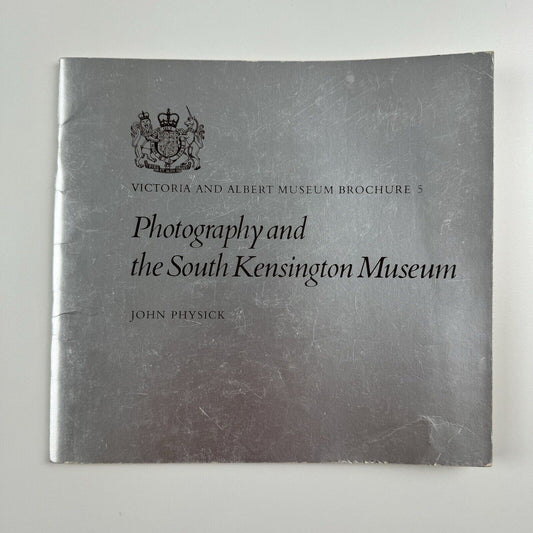 VICTORIA AND ALBERT MUSEUM BROCHURE 5
Photography and
the South Kensington Museum
JOHN PHYSICK